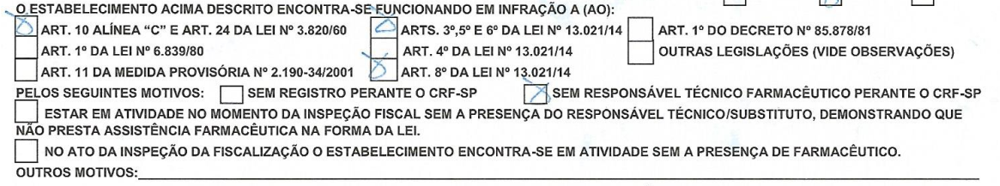 O ESTABELECIMENTO ACIMA DESCRITO ENCONTRA-SE FUNCIONANDO EM INFRAÇÃO A (AO):
ART. 10 ALÍNEA “C” E ART. 24 DA LEI Nº 3.820/60 ARTS. 3º,5º E 6º DA LEI Nº 13.021/14 ART. 1º DO DECRETO Nº 85.878/81
ART. 1º DA LEI Nº 6.839/80 ART. 4º DA LEI Nº 13.021/14 OUTRAS LEGISLAÇÕES (VIDE OBSERVAÇÕES)
ART. 11 DA MEDIDA PROVISÓRIA Nº 2.190-34/2001 ART. 8º DA LEI Nº 13.021/14
PELOS SEGUINTES MOTIVOS: SEM REGISTRO PERANTE O CRF-SP SEM RESPONSÁVEL TÉCNICO FARMACÊUTICO PERANTE O CRF-SP
ESTAR EM ATIVIDADE NO MOMENTO DA INSPEÇÃO FISCAL SEM A PRESENÇA DO RESPONSÁVEL TÉCNICO/SUBSTITUTO, DEMONSTRANDO QUE
NÃO PRESTA ASSISTÊNCIA FARMACÊUTICA NA FORMA DA LEI.
NO ATO DA INSPEÇÃO DA FISCALIZAÇÃO O ESTABELECIMENTO ENCONTRA-SE EM ATIVIDADE SEM A PRESENÇA DE FARMACÊUTICO.
OUTROS MOTIVOS: